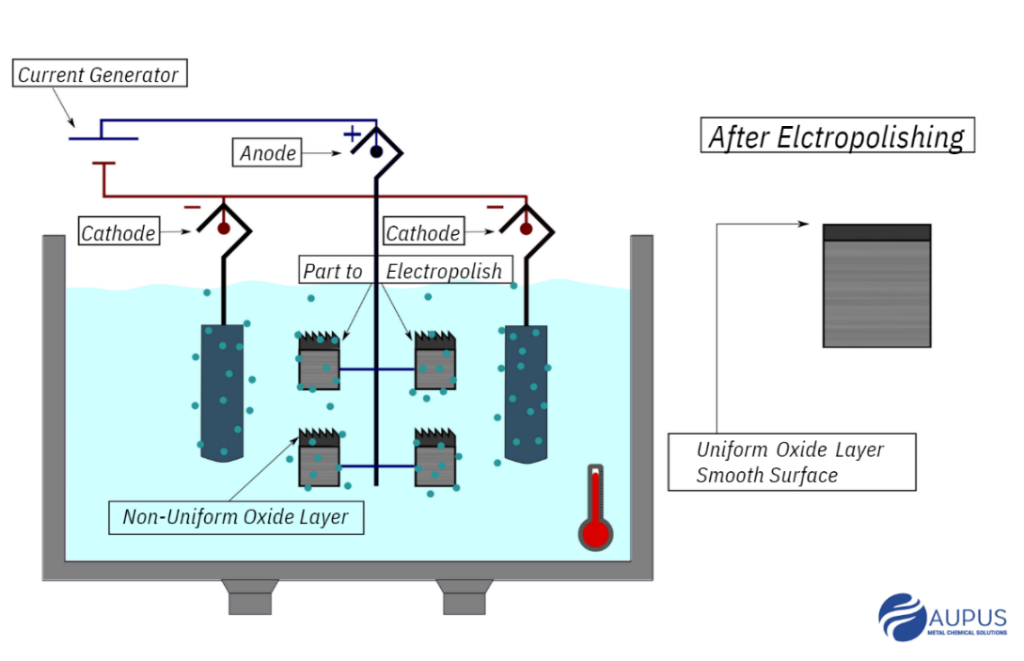 Current Generator
After Elctropolishing
+
Anode
−
−
Cathode
Cathode
Part to Electropolish
Uniform Oxide Layer
Smooth Surface
Non-Uniform Oxide Layer
AUPUS
METAL CHEMICAL SOLUTIONS